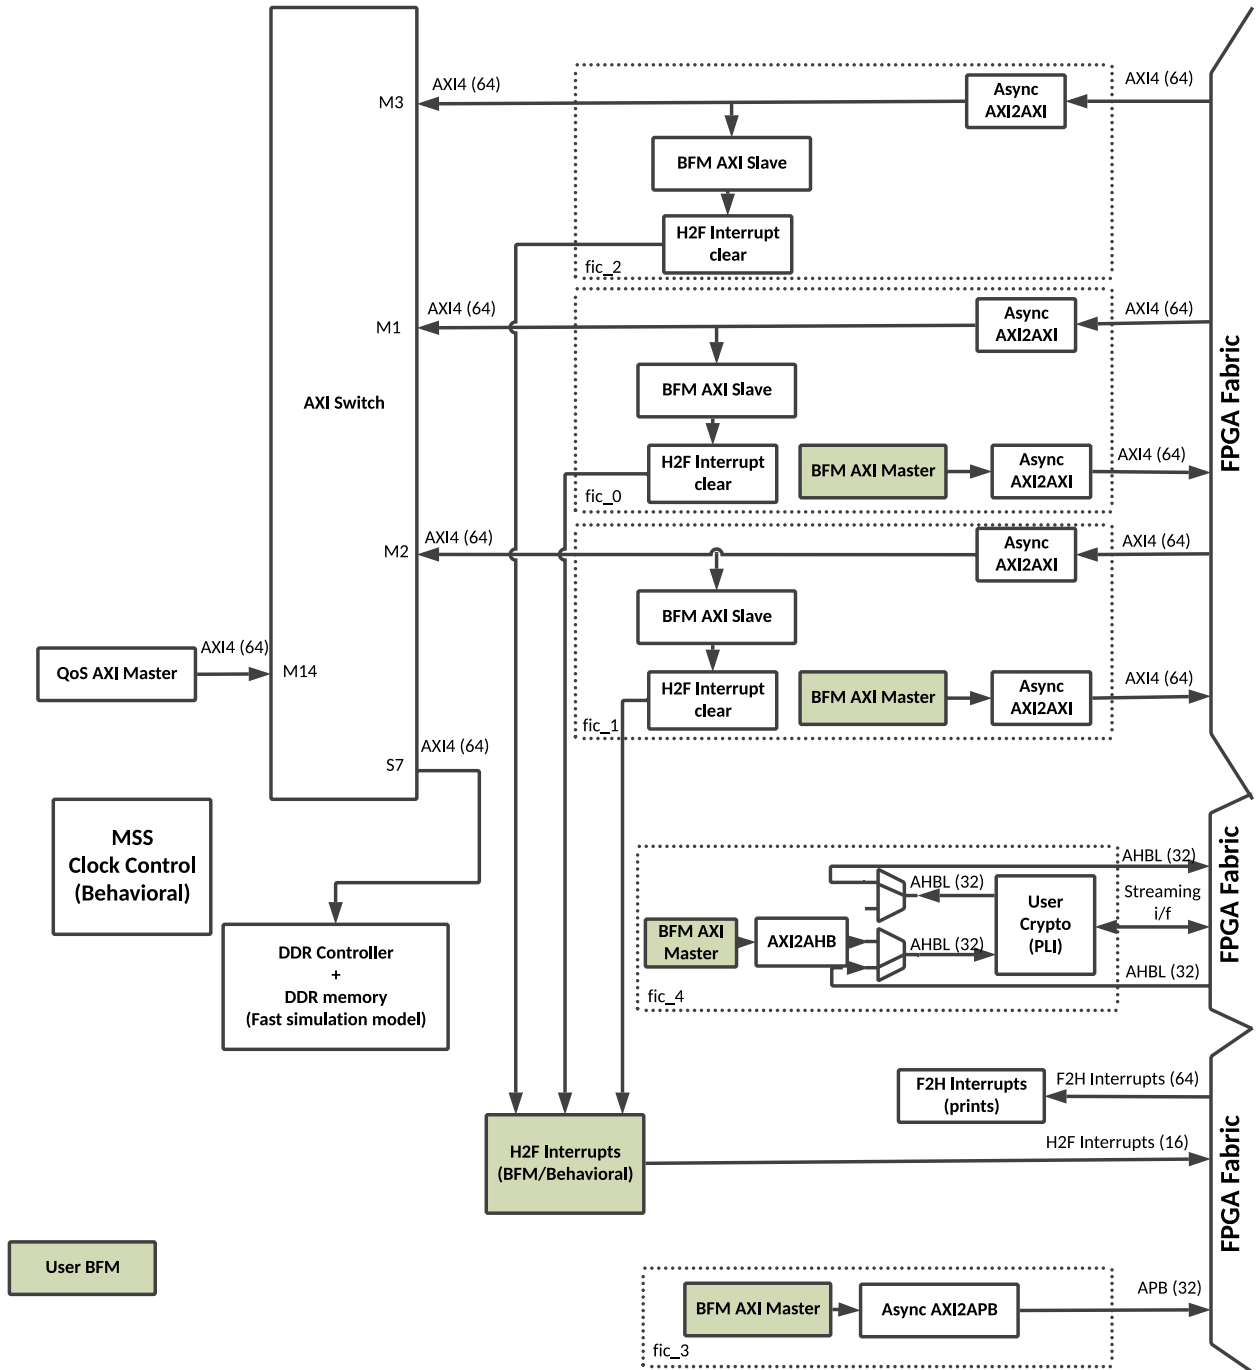 AXI4 (64)
M3
Async
AXI2AXI
AXI4 (64)
BFM AXI Slave
H2F Interrupt
clear
fic_2
AXI4 (64)
M1
Async
AXI2AXI
AXI4 (64)
FPGA Fabric
AXI Switch
BFM AXI Slave
H2F Interrupt
clear
BFM AXI Master
Async
AXI2AXI
AXI4 (64)
fic_0
AXI4 (64)
M2
Async
AXI2AXI
AXI4 (64)
BFM AXI Slave
QoS AXI Master
AXI4 (64)
M14
H2F Interrupt
clear
BFM AXI Master
Async
AXI2AXI
AXI4 (64)
fic_1
AXI4 (64)
S7
MSS
Clock Control
(Behavioral)
DDR Controller
+
DDR memory
(Fast simulation model)
AHBL (32)
AHBL (32)
User
Crypto
(PLI)
Streaming
i/f
FPGA Fabric
BFM AXI
Master
AXI2AHB
AHBL (32)
AHBL (32)
fic_4
F2H Interrupts
(prints)
F2H Interrupts (64)
H2F Interrupts
(BFM/Behavioral)
H2F Interrupts (16)
FPGA Fabric
User BFM
BFM AXI Master
Async AXI2APB
APB (32)
fic_3